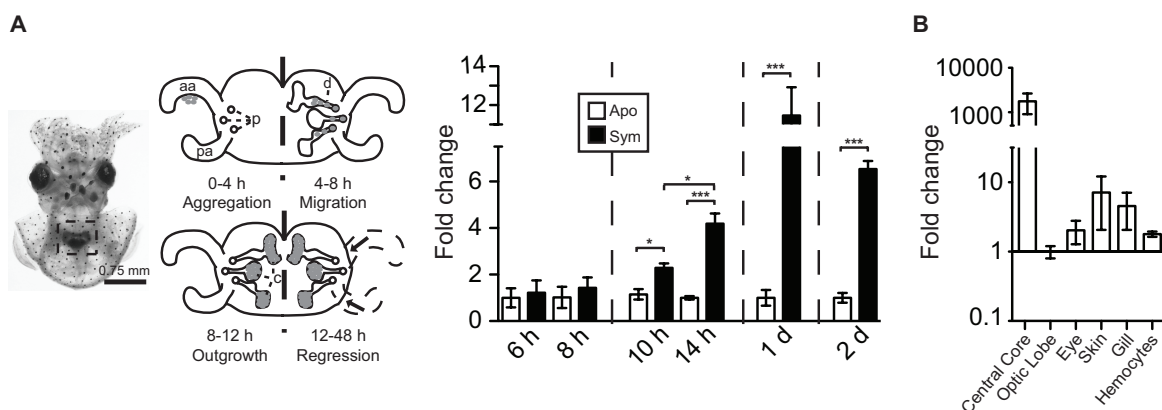 A
aa
pa
p
d
0-4 h
Aggregation
4-8 h
Migration
0.75 mm
c
8-12 h
Outgrowth
12-48 h
Regression
Fold change
14
12
10
6
4
2
0
Apo
Sym
*
*
***
***
***
6 h
8 h
10 h
14 h
1 d
2 d
B
Fold change
10000
1000
100
10
1
0.1
Central Core
Optic Lobe
Eye
Skin
Gill
Hemocytes